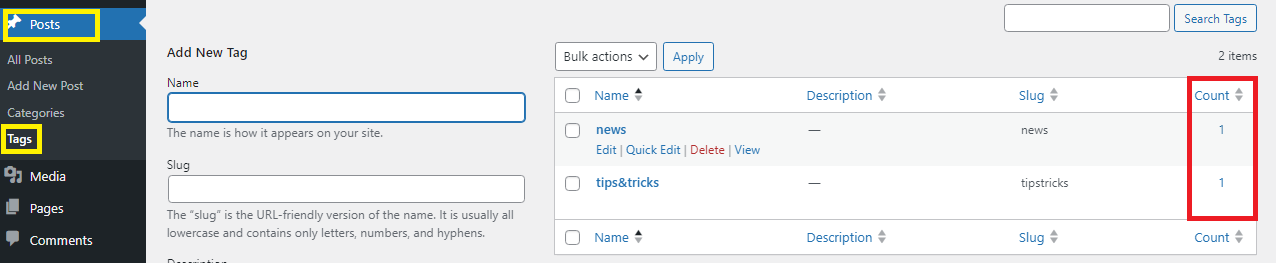 Posts
All Posts
Add New Post
Categories
Tags
Media
Pages
Comments
Search Tags
Add New Tag
Name
The name is how it appears on your site.
Slug
The “slug” is the URL-friendly version of the name. It is usually all
lowercase and contains only letters, numbers, and hyphens.
Bulk actions Apply 2 items
Name Description Slug Count
news — news 1
Edit | Quick Edit | Delete | View
tips&tricks — tipstricks 1
Name Description Slug Count
Description